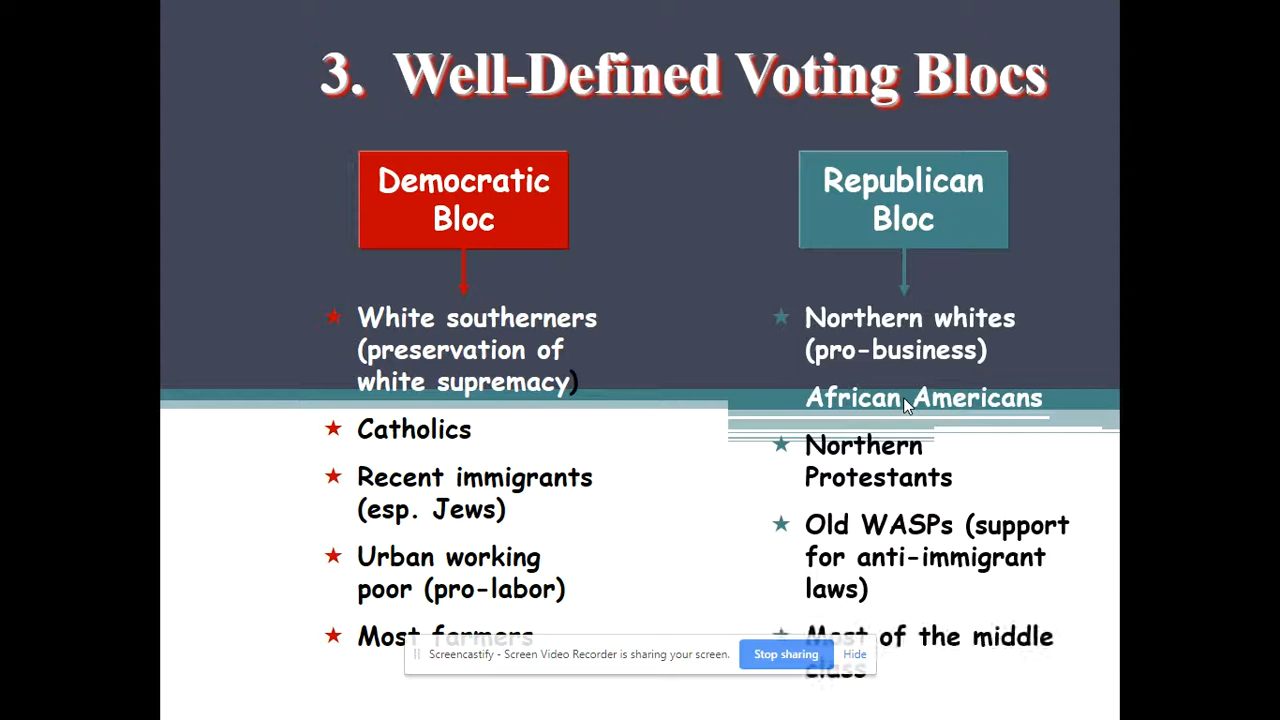 3. Well-Defined Voting Blocs
Democratic
Bloc
Republican
Bloc
White southerners
(preservation of
white supremacy)
Catholics
Recent immigrants
(esp. Jews)
Urban working
poor (pro-labor)
Most farmers
Northern whites
(pro-business)
African Americans
Northern
Protestants
Old WASPs (support
for anti-immigrant
laws)
Most of the middle
class
Screencastify - Screen Video Recorder is sharing your screen.
Stop sharing
Hide